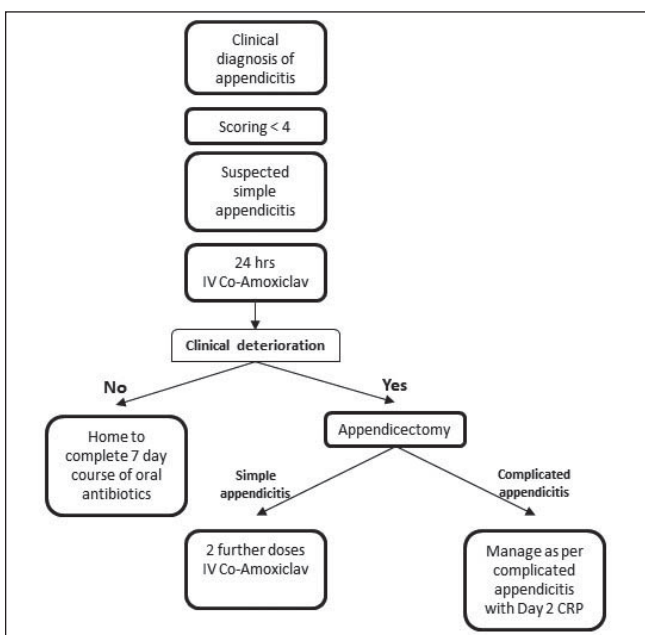 Clinical
diagnosis of
appendicitis
Scoring < 4
Suspected
simple
appendicitis
24 hrs
IV Co-Amoxiclav
Clinical deterioration
No
Yes
Home to
complete 7 day
course of oral
antibiotics
Appendicectomy
Simple
appendicitis
Complicated
appendicitis
2 further doses
IV Co-Amoxiclav
Manage as per
complicated
appendicitis
with Day 2 CRP